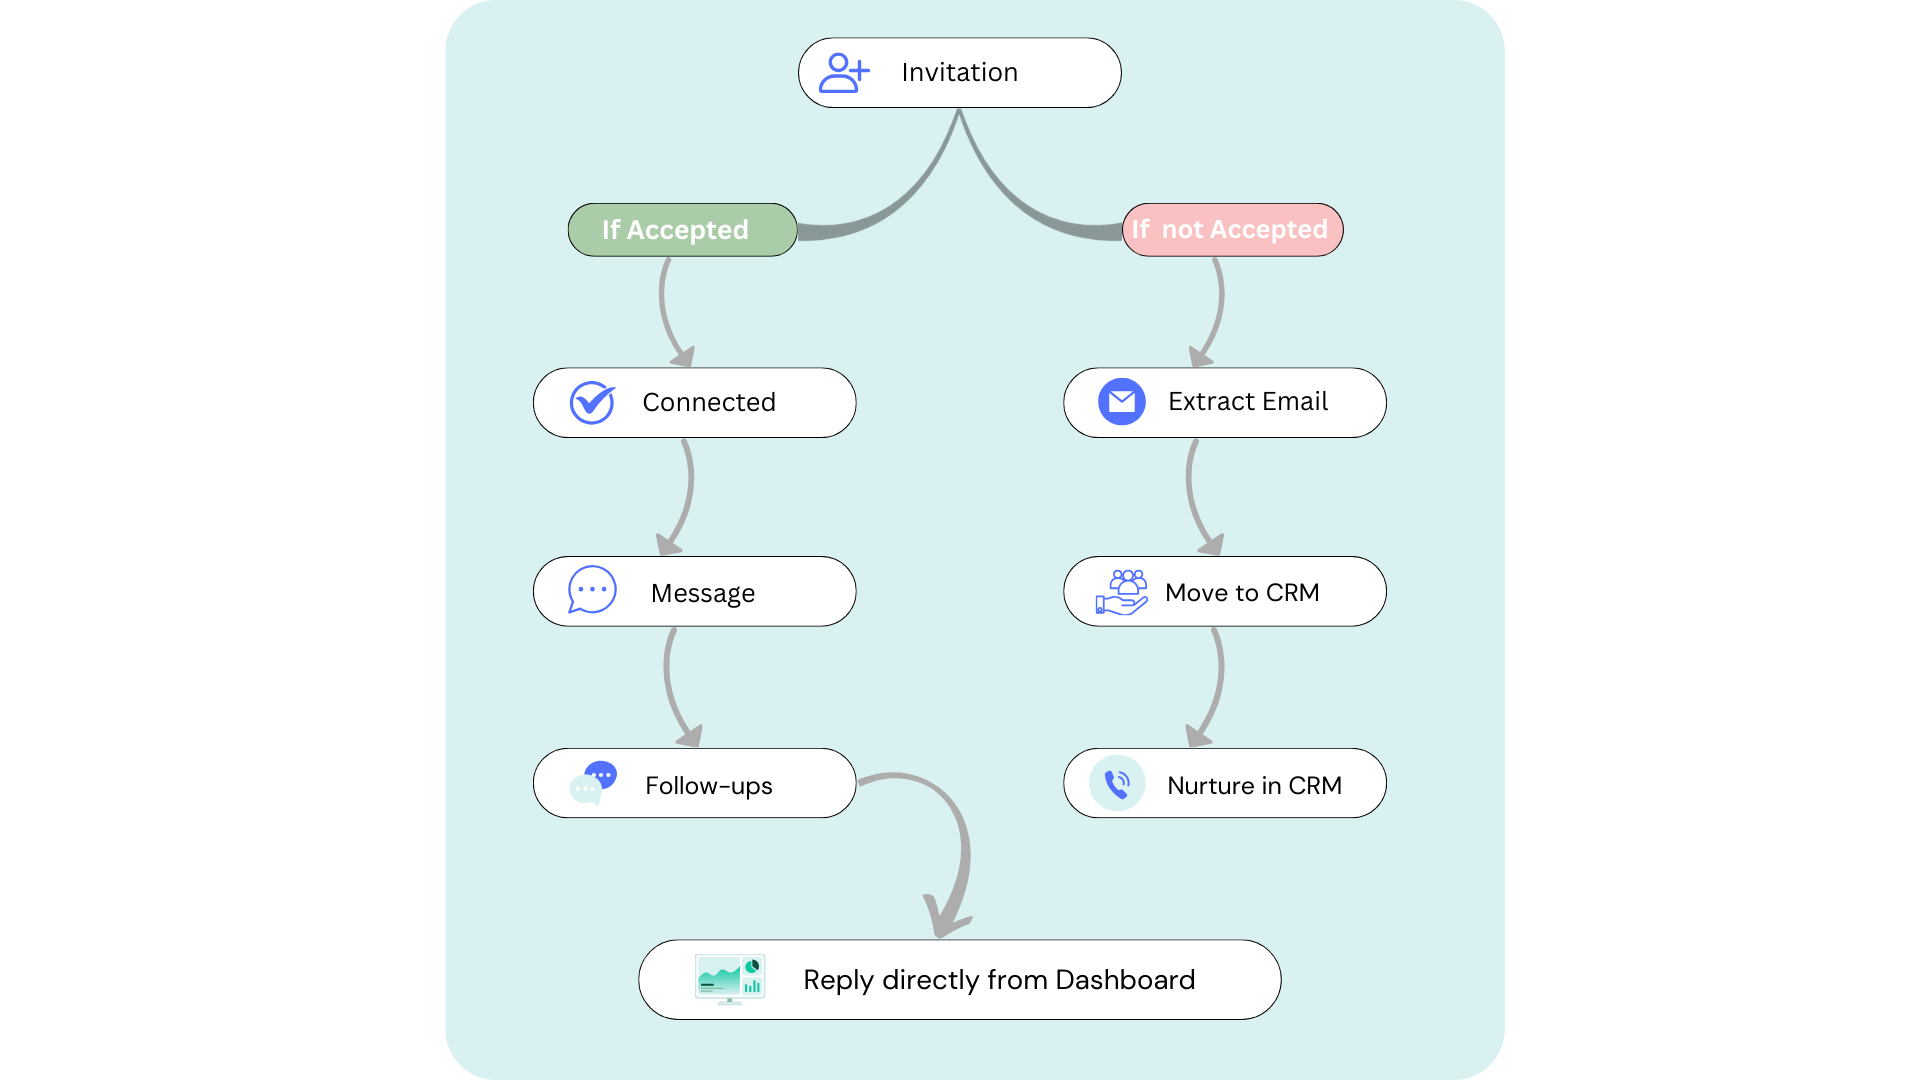 Invitation
If Accepted
If not Accepted
Connected
Extract Email
Message
Move to CRM
Follow-ups
Nurture in CRM
Reply directly from Dashboard